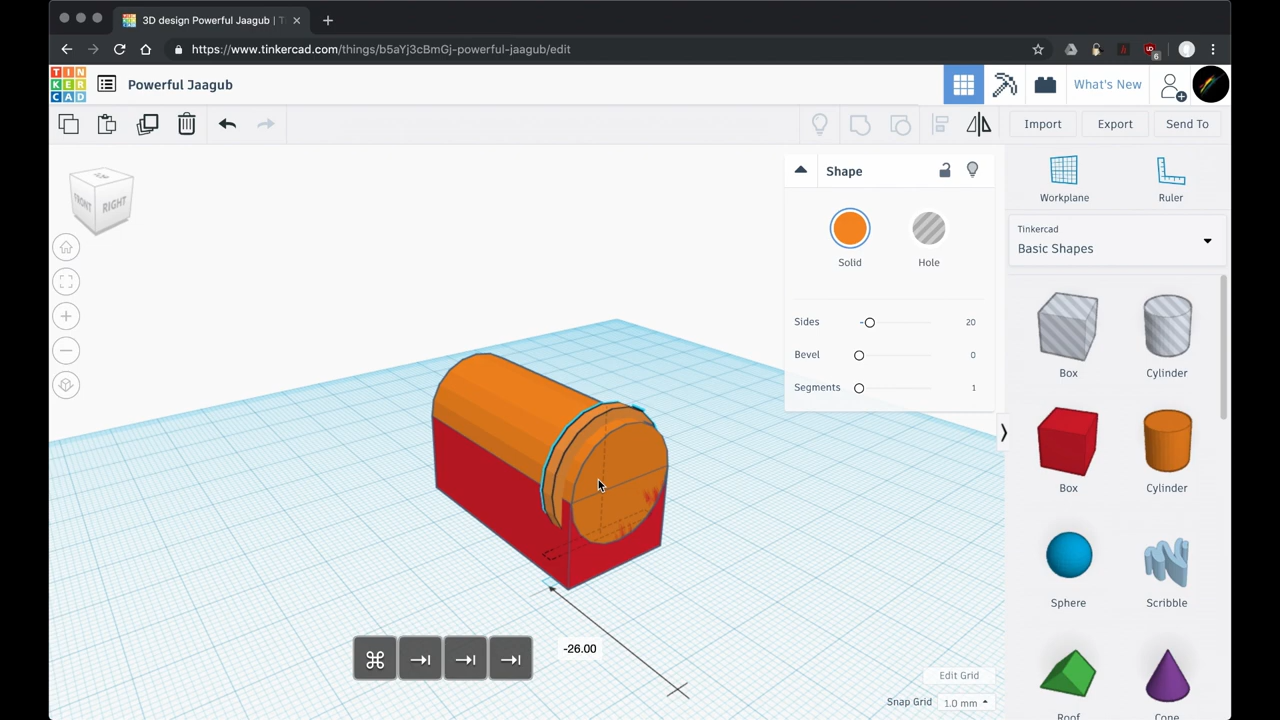 3D design Powerful Jaagub | T
https://www.tinkercad.com/things/b5aYj3cBmGj-powerful-jaagub/edit
6
TIN
KER
CAD
Powerful Jaagub
What's New
Import
Export
Send To
FRONT
RIGHT
Shape
Solid
Hole
Sides
20
Bevel
0
Segments
1
Workplane
Ruler
Tinkercad
Basic Shapes
Box
Cylinder
Box
Cylinder
Sphere
Scribble
Roof
Cone
⌘
-26.00
Edit Grid
Snap Grid
1.0 mm